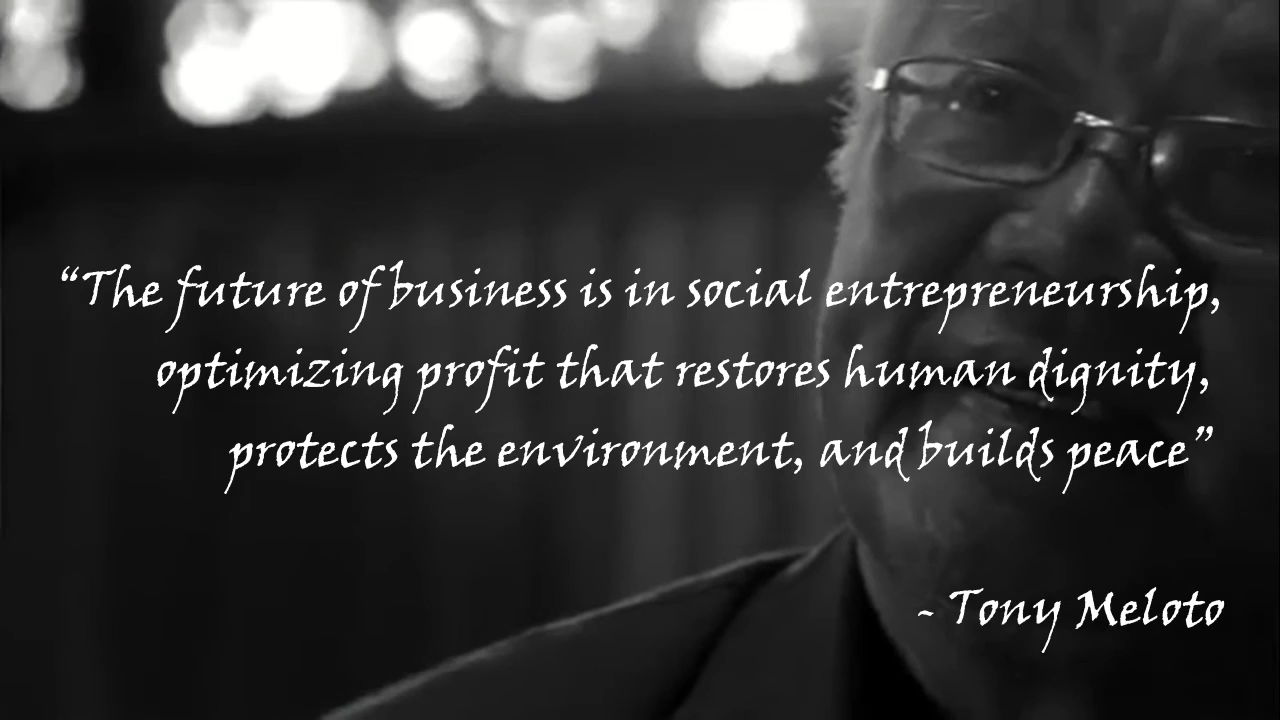 “The future of business is in social entrepreneurship,
optimizing profit that restores human dignity,
protects the environment, and builds peace”
- Tony Meloto